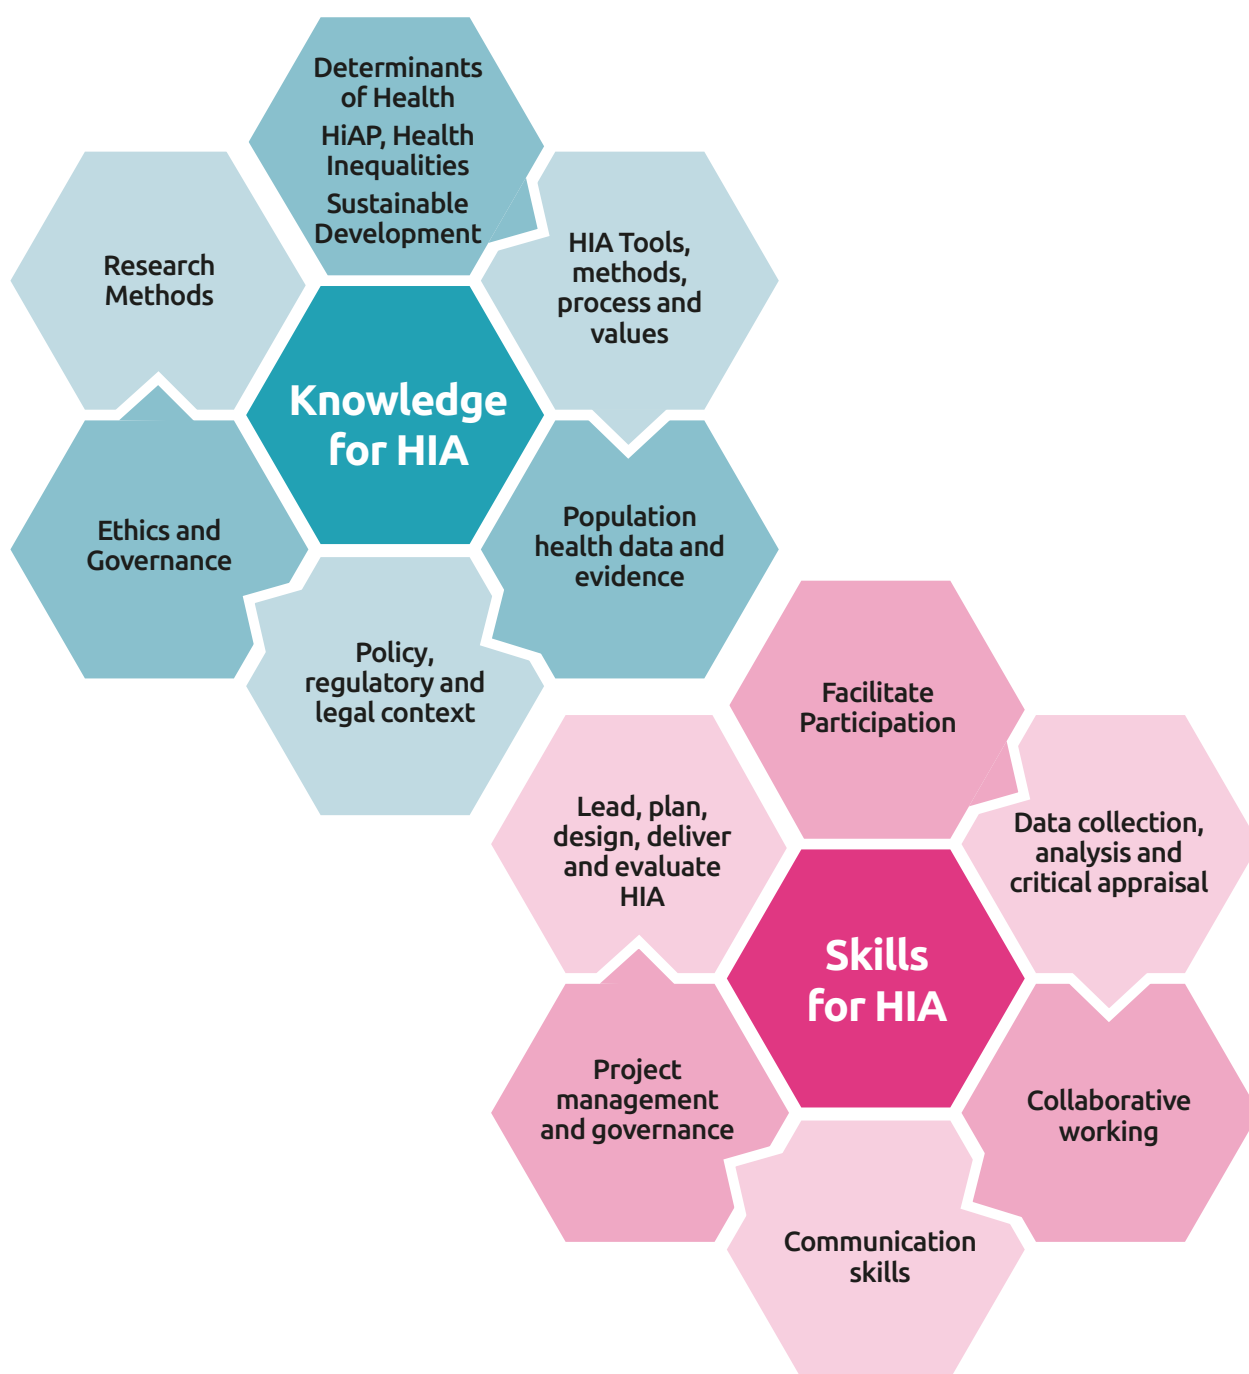 Determinants
of Health
HiAP, Health
Inequalities
Sustainable
Development
HIA Tools,
methods,
process and
values
Research
Methods
Knowledge
for HIA
Population
health data and
evidence
Ethics and
Governance
Policy,
regulatory and
legal context
Facilitate
Participation
Data collection,
analysis and
critical appraisal
Lead, plan,
design, deliver
and evaluate
HIA
Skills
for HIA
Collaborative
working
Project
management
and governance
Communication
skills